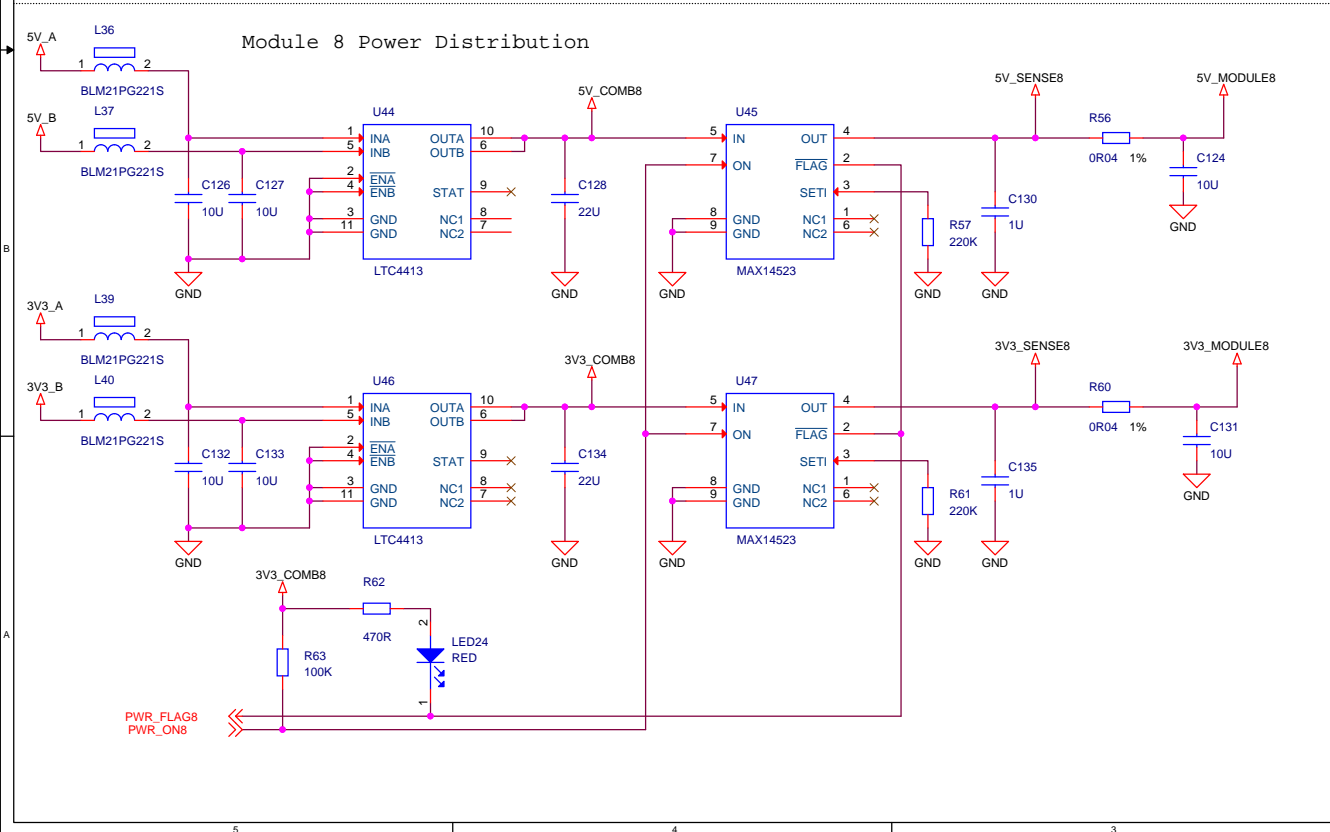 Module 8 Power Distribution
5V_A
L36
1 2
BLM21PG221S
5V_B
L37
1 2
BLM21PG221S
C126
10U
C127
10U
GND
U44
1 INA OUTA 10
5 INB OUTB 6
2 ENA
4 ENB STAT 9
3 GND NC1 8
11 GND NC2 7
LTC4413
5V_COMB8
C128
22U
GND
U45
5 IN OUT 4
7 ON FLAG 2
SETI 3
8 GND NC1 1
9 GND NC2 6
MAX14523
GND
R57
220K
GND
5V_SENSE8
C130
1U
GND
R56
0R04 1%
5V_MODULE8
C124
10U
GND
3V3_A
L39
1 2
BLM21PG221S
3V3_B
L40
1 2
BLM21PG221S
C132
10U
C133
10U
GND
U46
1 INA OUTA 10
5 INB OUTB 6
2 ENA
4 ENB STAT 9
3 GND NC1 8
11 GND NC2 7
LTC4413
3V3_COMB8
C134
22U
GND
U47
5 IN OUT 4
7 ON FLAG 2
SETI 3
8 GND NC1 1
9 GND NC2 6
MAX14523
GND
R61
220K
GND
3V3_SENSE8
C135
1U
GND
R60
0R04 1%
3V3_MODULE8
C131
10U
GND
3V3_COMB8
R62
470R
R63
100K
2
LED24
RED
1
PWR_FLAG8
PWR_ON8
B
A
5 4 3